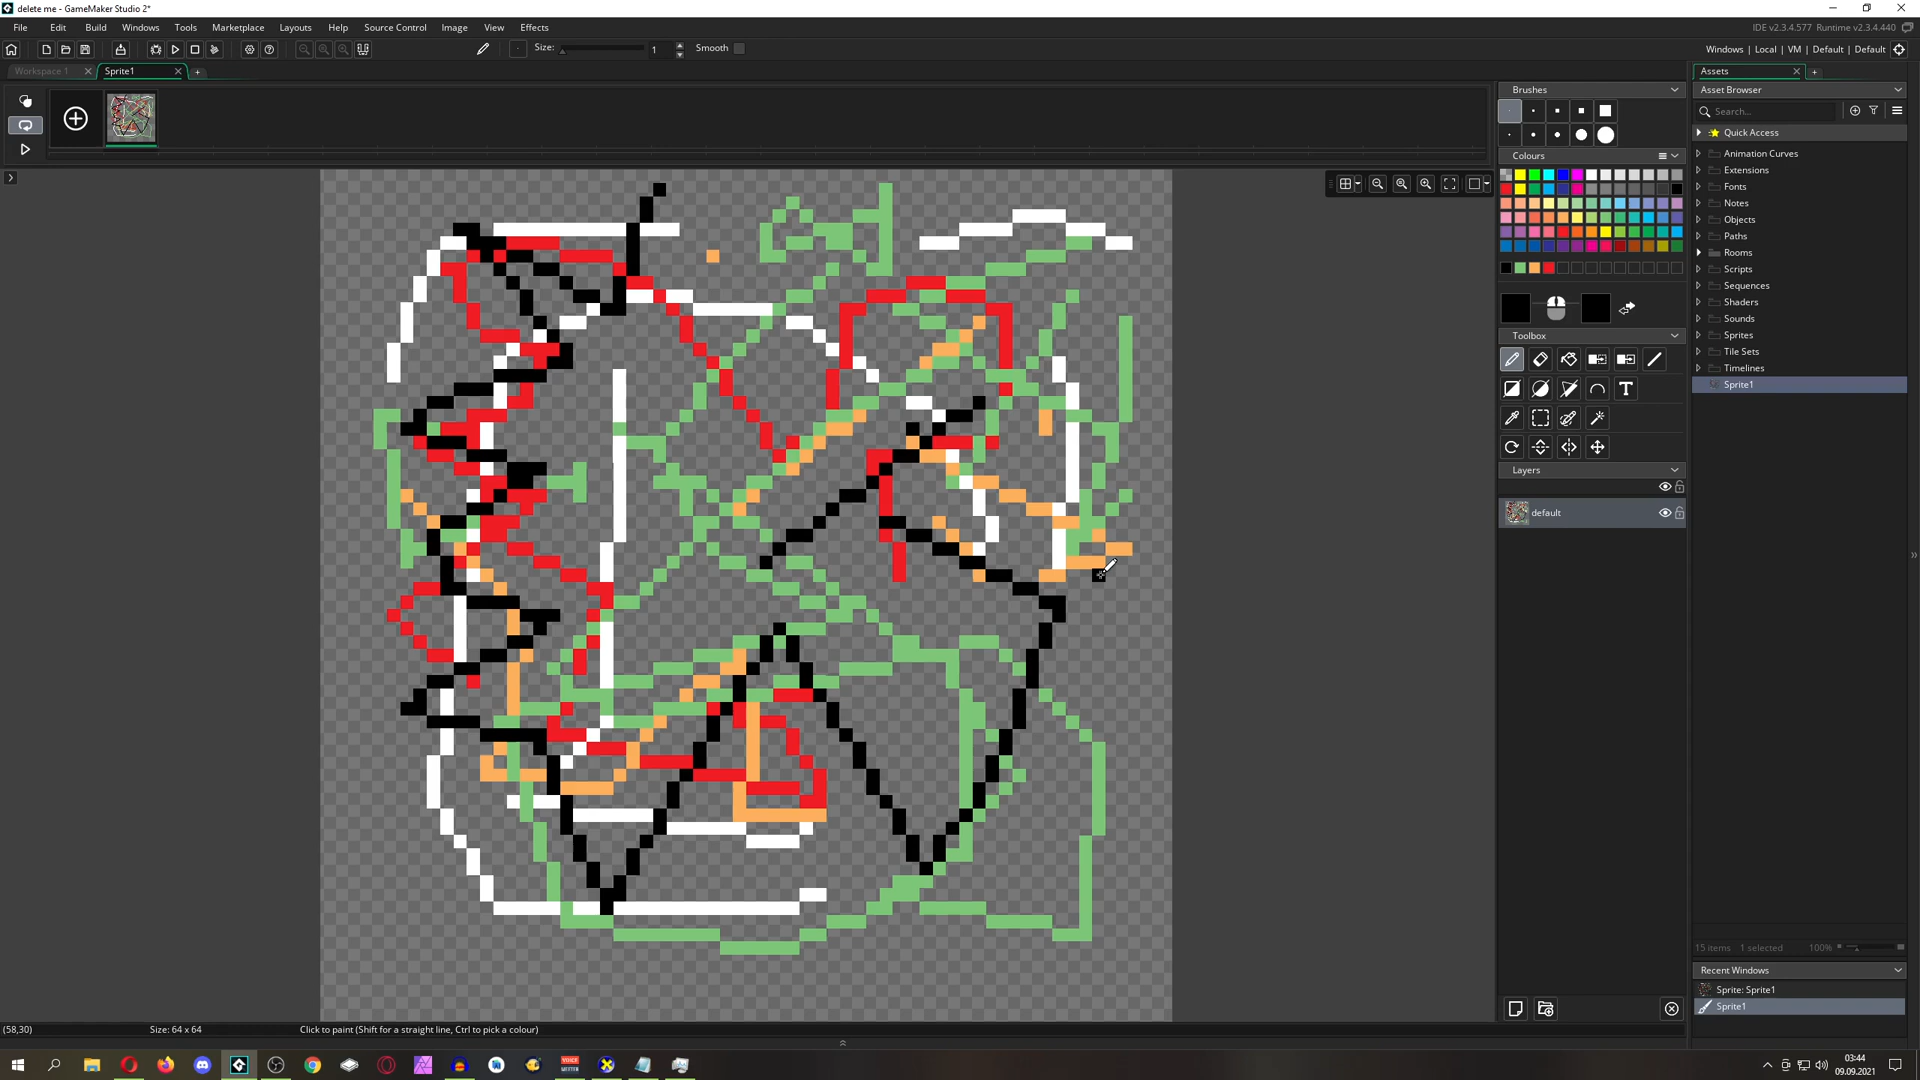 delete me - GameMaker Studio 2*
File Edit Build Windows Tools Marketplace Layouts Help Source Control Image View Effects
IDE v2.3.4.577 Runtime v2.3.4.440
Size: 1 Smooth
Windows | Local | VM | Default | Default
Workspace 1
Sprite1
Brushes
Colours
Toolbox
Layers
default
Assets
Asset Browser
Search...
Quick Access
Animation Curves
Extensions
Fonts
Notes
Objects
Paths
Rooms
Scripts
Sequences
Shaders
Sounds
Sprites
Tile Sets
Timelines
Sprite1
15 items 1 selected 100%
Recent Windows
Sprite: Sprite1
Sprite1
(58,30) Size: 64 x 64 Click to paint (Shift for a straight line, Ctrl to pick a colour)
03:44
09.09.2021